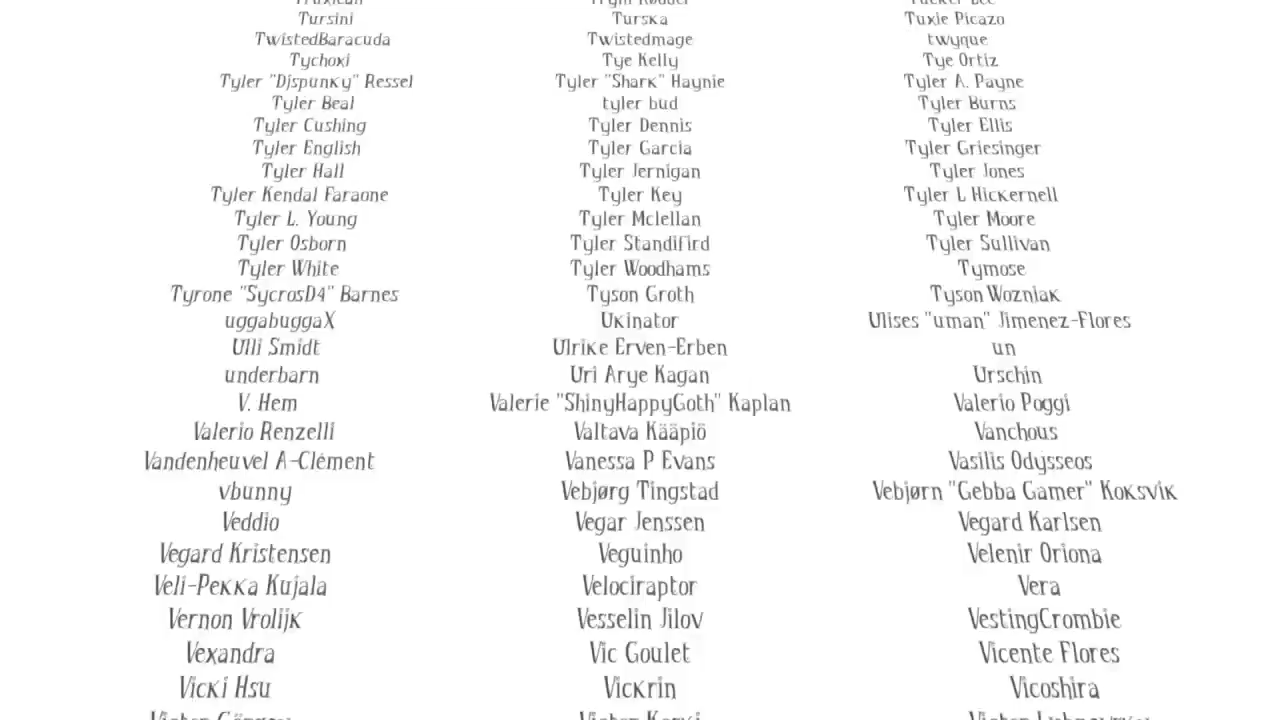 Tursini Turska Tuxie Picazo
TwistedBaracuda Twistedmage twyque
Tychoxi Tye Kelly Tye Ortiz
Tyler "Djspunky" Ressel Tyler "Shark" Haynie Tyler A. Payne
Tyler Beal tyler bud Tyler Burns
Tyler Cushing Tyler Dennis Tyler Ellis
Tyler English Tyler Garcia Tyler Griesinger
Tyler Hall Tyler Jernigan Tyler Jones
Tyler Kendal Faraone Tyler Key Tyler L Hickernell
Tyler L. Young Tyler Mclellan Tyler Moore
Tyler Osborn Tyler Standifird Tyler Sullivan
Tyler White Tyler Woodhams Tymose
Tyrone "SycrosD4" Barnes Tyson Groth Tyson Wozniak
uggabuggaX Ukinator Ulises "uman" Jimenez-Flores
Ulli Smidt Ulrike Erven-Erben un
underbarn Uri Arye Kagan Urschin
V. Hem Valerie "ShinyHappyGoth" Kaplan Valerio Poggi
Valerio Renzelli Valtava Kääpiö Vanchous
Vandenheuvel A-Clément Vanessa P Evans Vasilis Odysseos
vbunny Vebjørg Tingstad Vebjørn "Gebba Gamer" Koksvik
Veddio Vegar Jenssen Vegard Karlsen
Vegard Kristensen Veguinho Velenir Oriona
Veli-Pekka Kujala Velociraptor Vera
Vernon Vrolijk Vesselin Jilov VestingCrombie
Vexandra Vic Goulet Vicente Flores
Vicki Hsu Vickrin Vicoshira